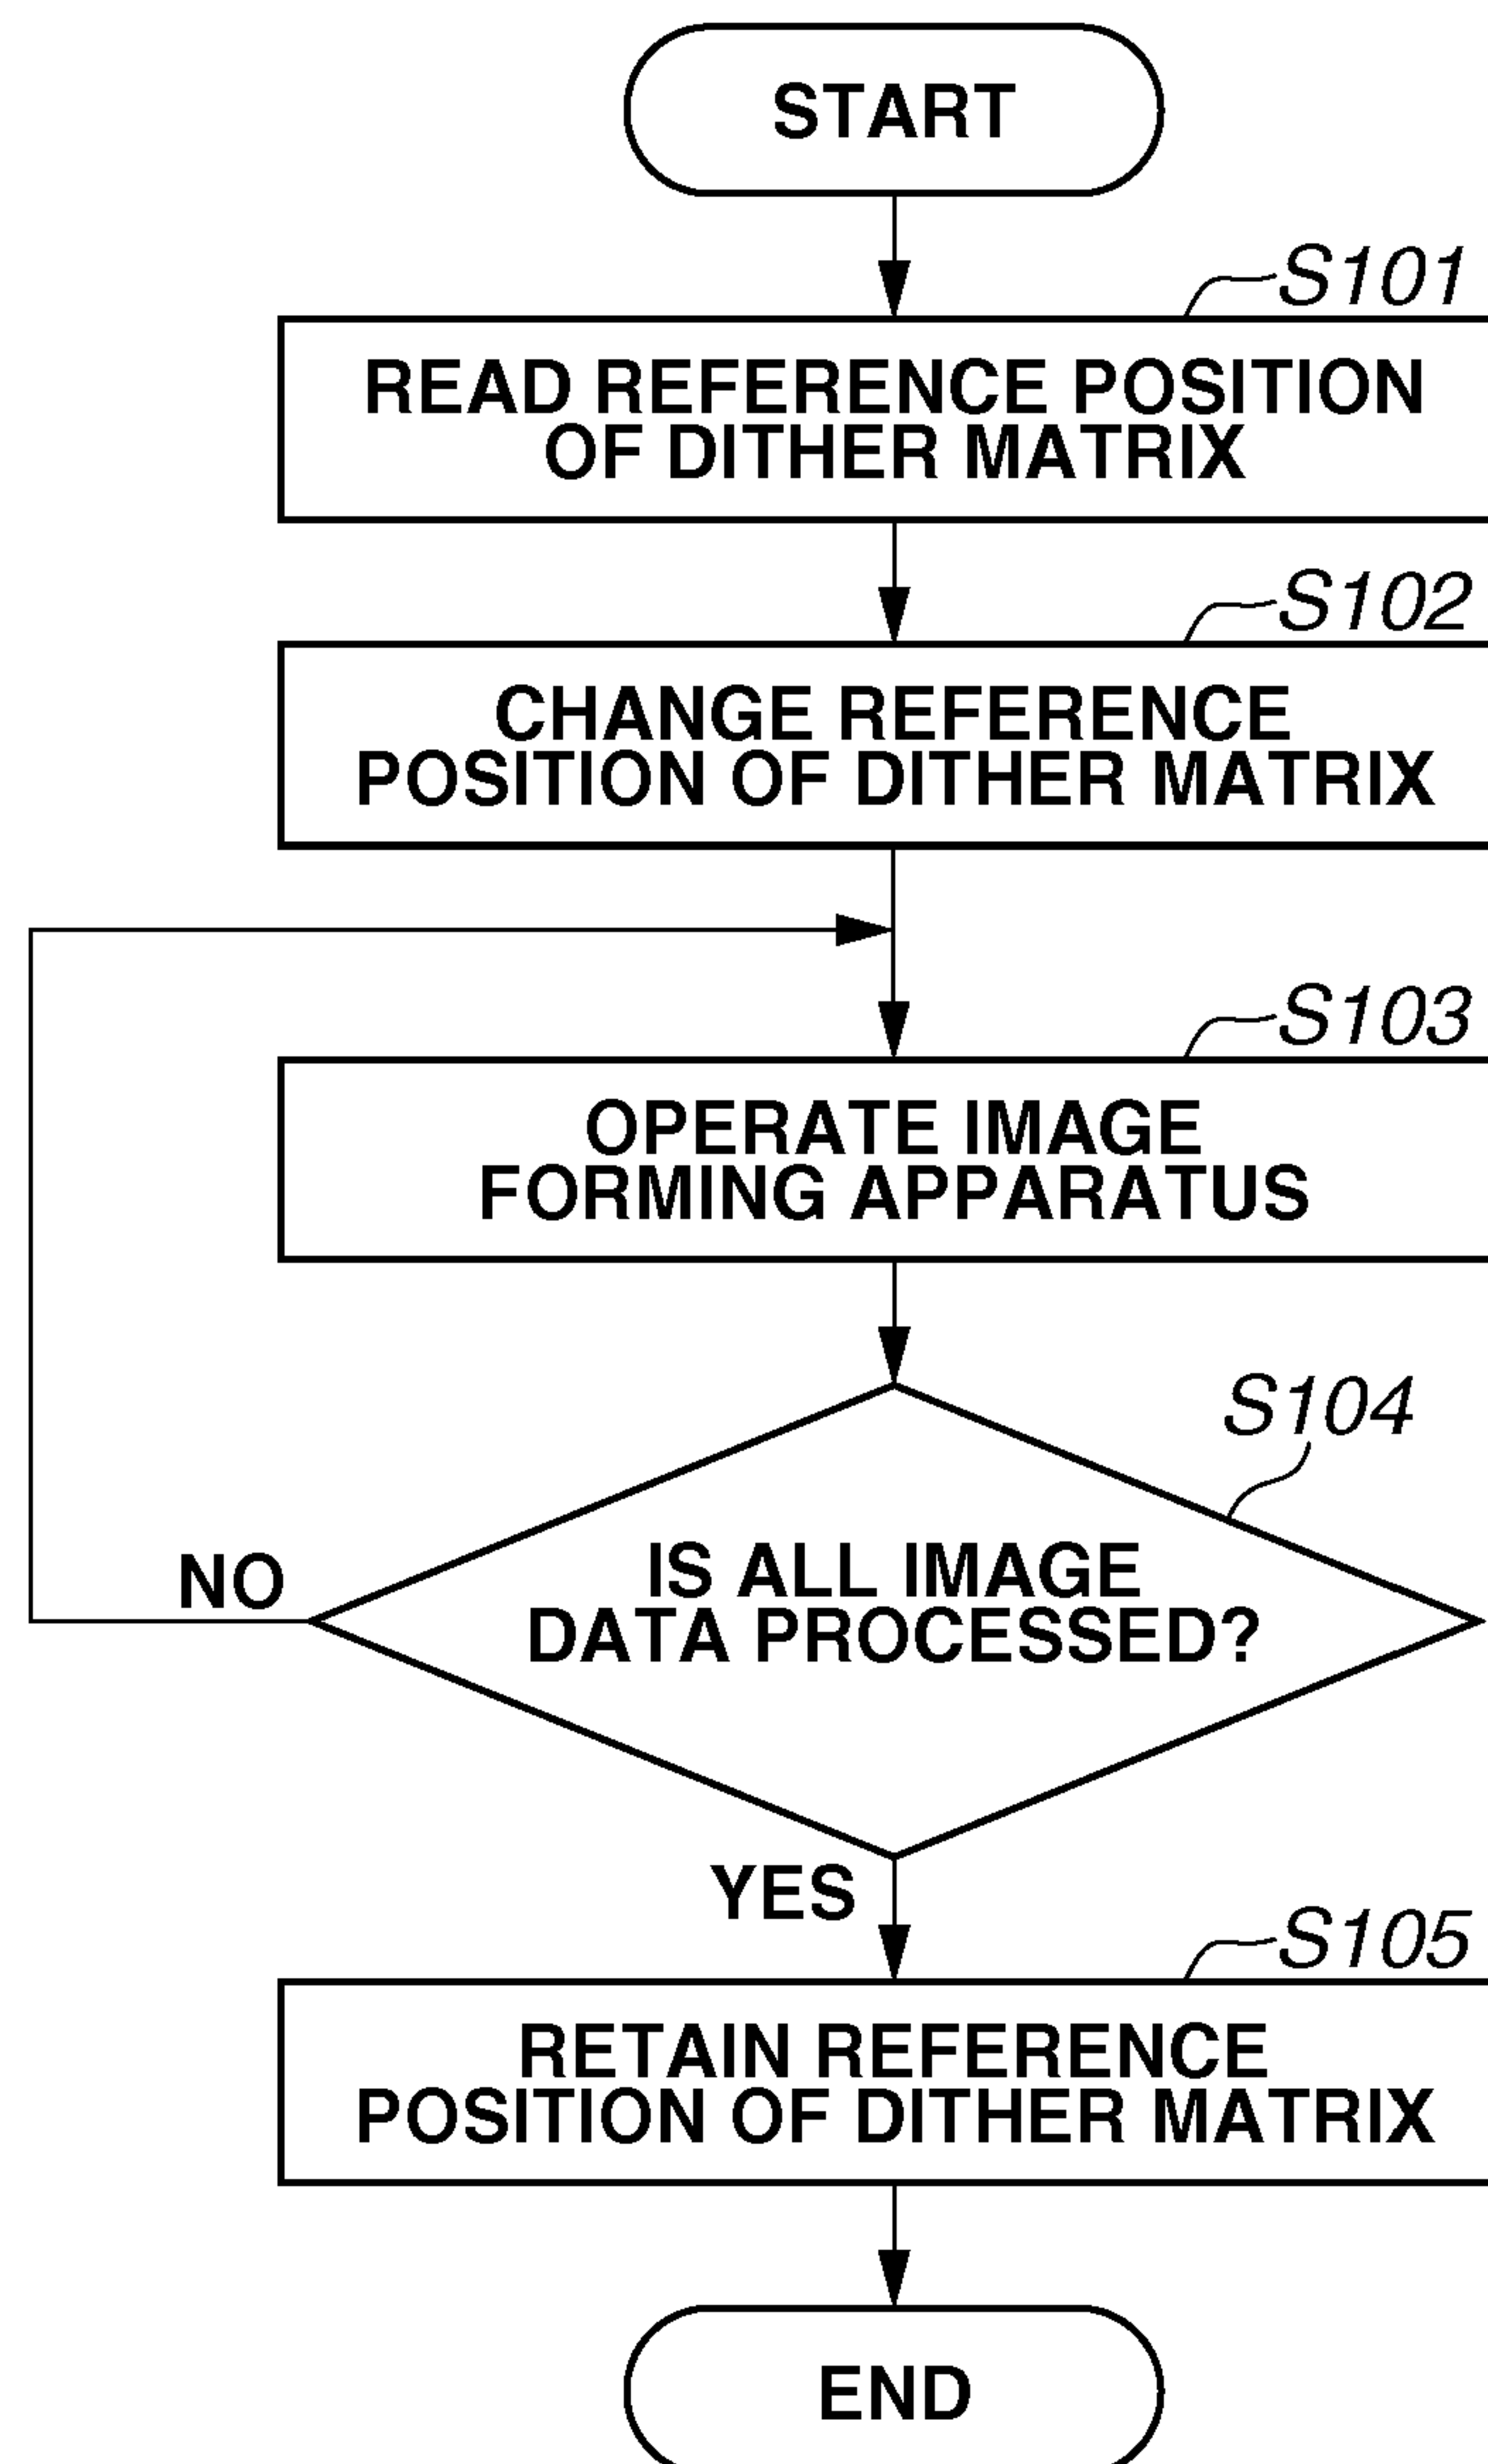 START
S101
READ REFERENCE POSITION
OF DITHER MATRIX
S102
CHANGE REFERENCE
POSITION OF DITHER MATRIX
S103
OPERATE IMAGE
FORMING APPARATUS
S104
IS ALL IMAGE
DATA PROCESSED?
NO
YES
S105
RETAIN REFERENCE
POSITION OF DITHER MATRIX
END